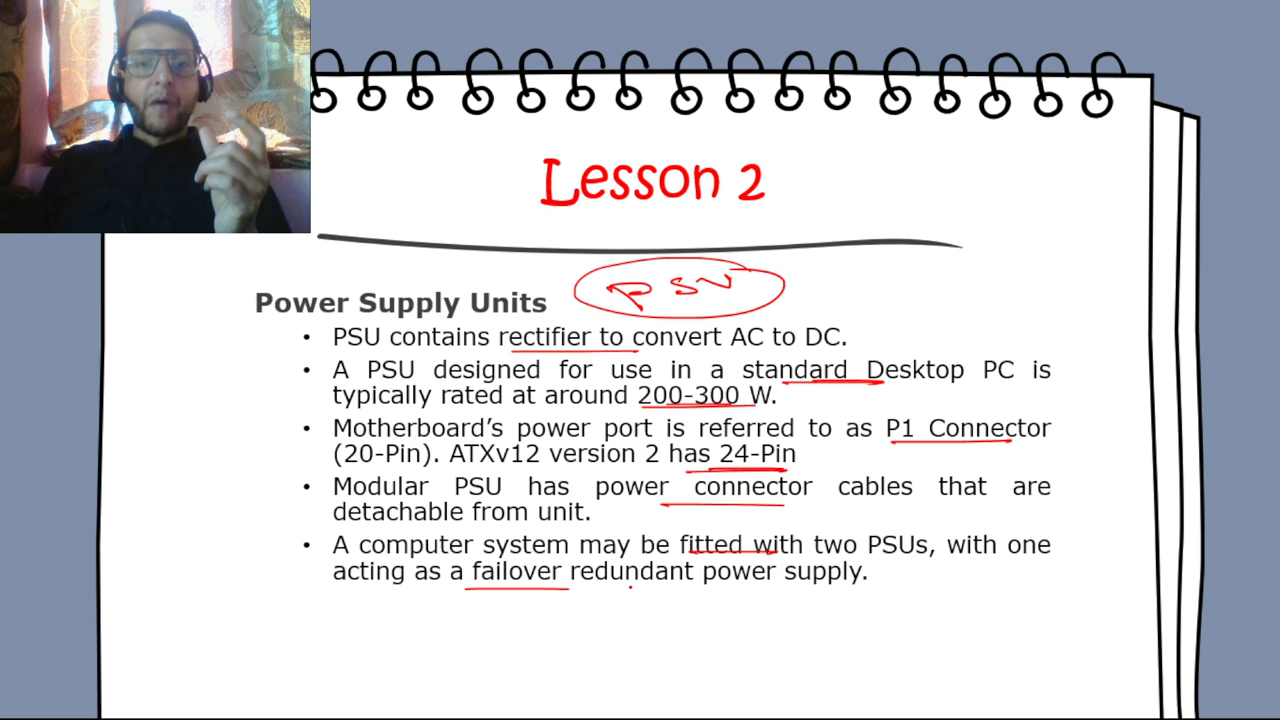 Lesson 2
PSU
Power Supply Units
• PSU contains rectifier to convert AC to DC.
• A PSU designed for use in a standard Desktop PC is
typically rated at around 200-300 W.
• Motherboard’s power port is referred to as P1 Connector
(20-Pin). ATXv12 version 2 has 24-Pin
• Modular PSU has power connector cables that are
detachable from unit.
• A computer system may be fitted with two PSUs, with one
acting as a failover redundant power supply.